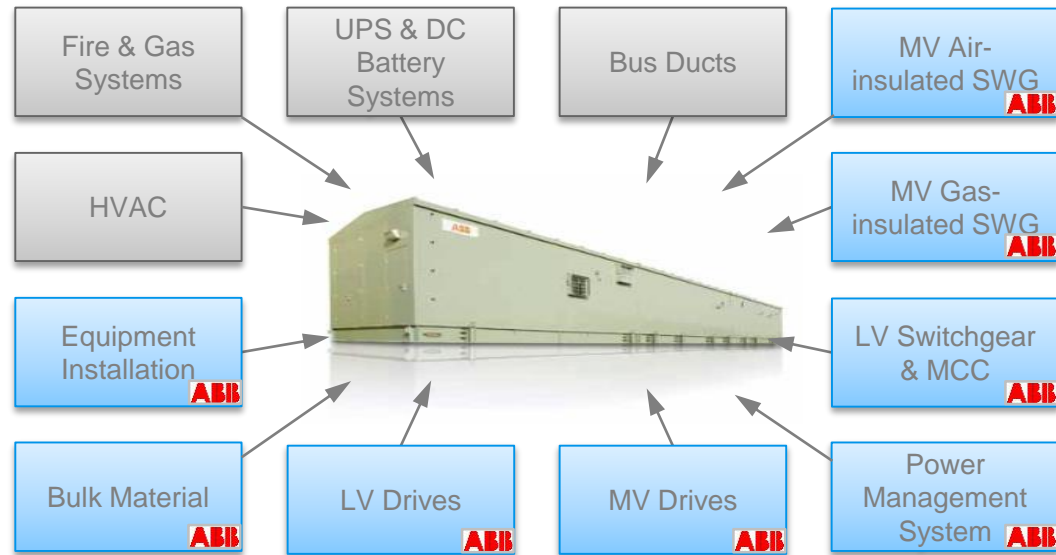 Fire & Gas
Systems
UPS & DC
Battery
Systems
Bus Ducts
MV Air-
insulated SWG
ABB
HVAC
MV Gas-
insulated SWG
ABB
ABB
Equipment
Installation
ABB
LV Switchgear
& MCC
ABB
Bulk Material
ABB
LV Drives
ABB
MV Drives
ABB
Power
Management
System
ABB